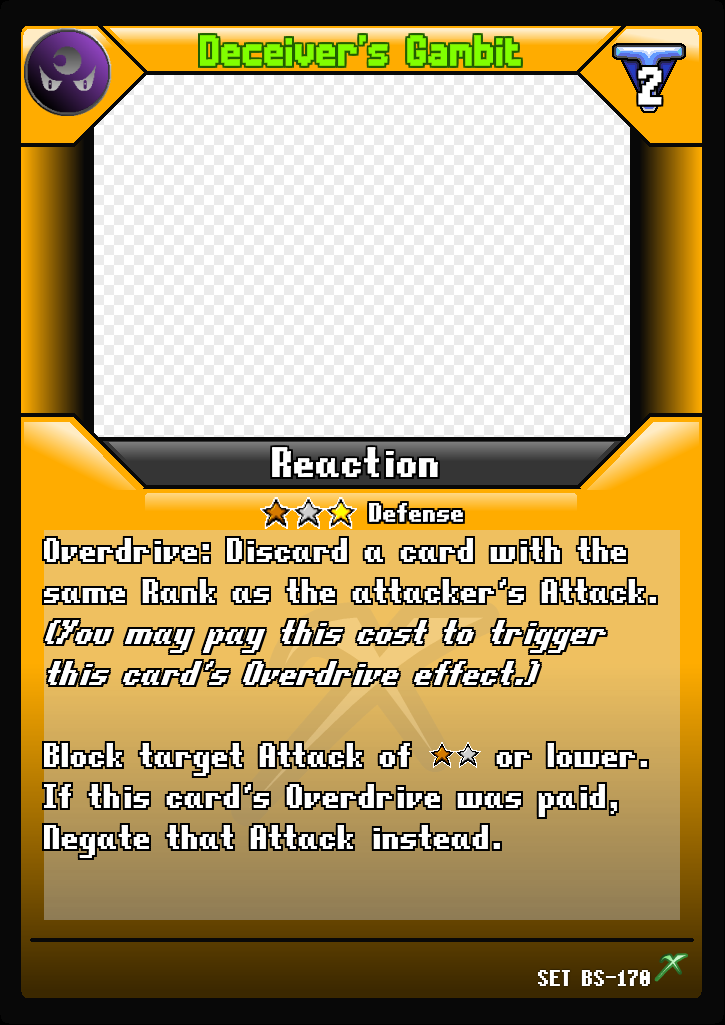 Deceiver's Gambit
2
Reaction
Defense
Overdrive: Discard a card with the
same Rank as the attacker's Attack.
(You may pay this cost to trigger
this card's Overdrive effect.)
Block target Attack of or lower.
If this card's Overdrive was paid,
Negate that Attack instead.
SET BS-170